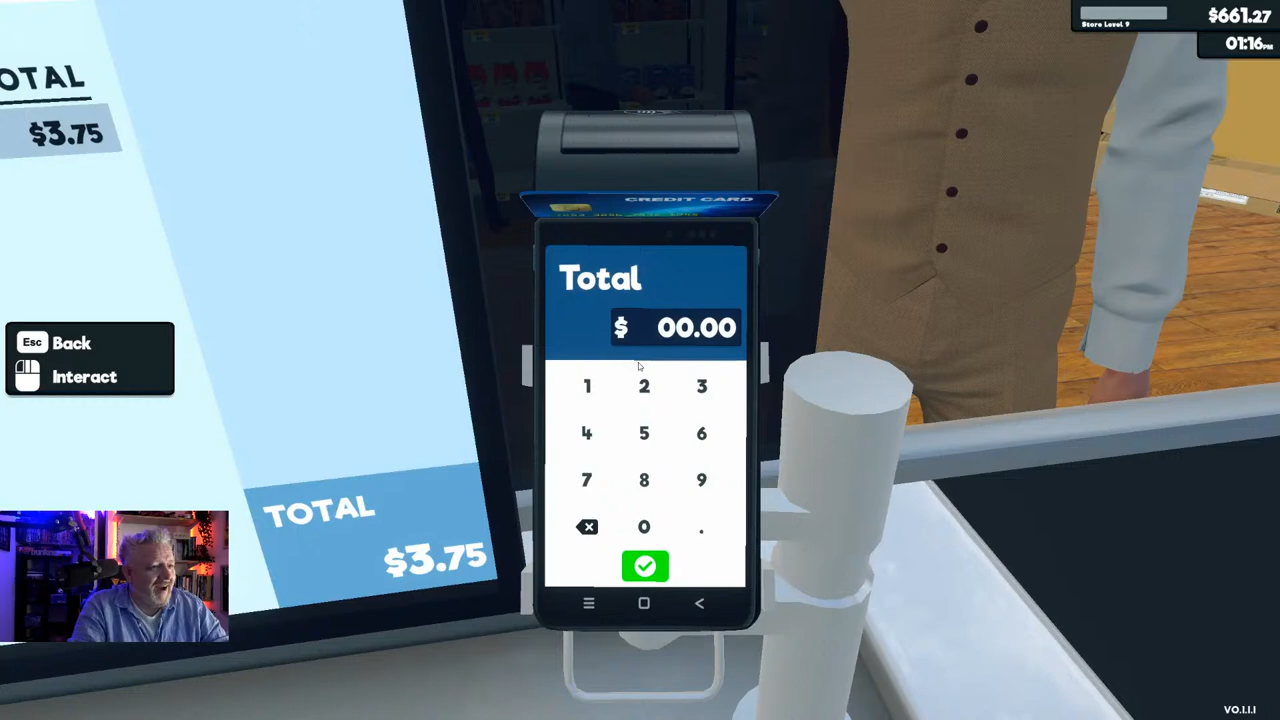 $661.27
Store Level 9
01:16PM
OTAL
$3.75
CREDIT CARD
Total
$ 00.00
Esc Back
Interact
1 2 3
4 5 6
7 8 9
0 .
TOTAL
$3.75
V0.1.1.1